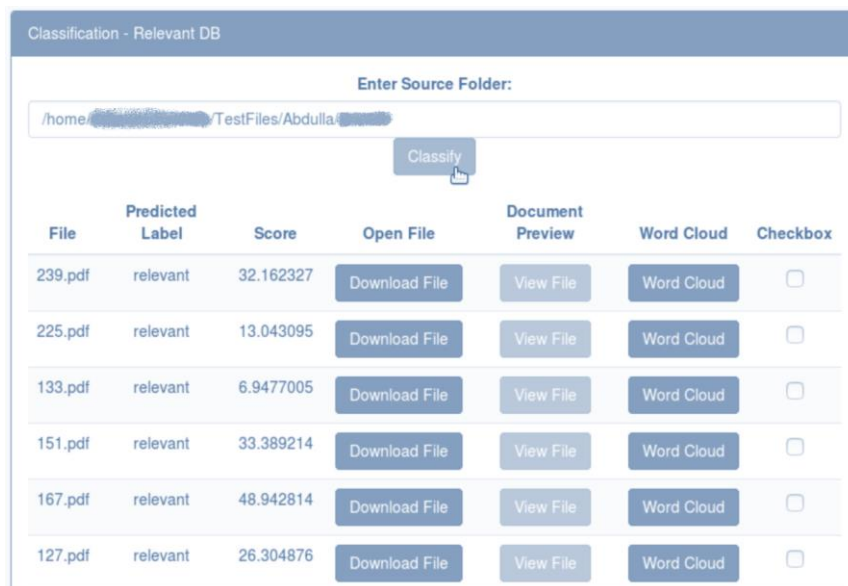 Classification - Relevant DB
Enter Source Folder:
/home/ /TestFiles/Abdulla/
Classify
File Predicted Label Score Open File Document Preview Word Cloud Checkbox
239.pdf relevant 32.162327 Download File View File Word Cloud
225.pdf relevant 13.043095 Download File View File Word Cloud
133.pdf relevant 6.9477005 Download File View File Word Cloud
151.pdf relevant 33.389214 Download File View File Word Cloud
167.pdf relevant 48.942814 Download File View File Word Cloud
127.pdf relevant 26.304876 Download File View File Word Cloud